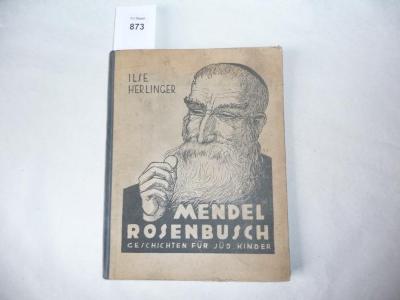 873
ILSE
HERLINGER
MENDEL
ROSENBUSCH
GESCHICHTEN FÜR JÜD. KINDER